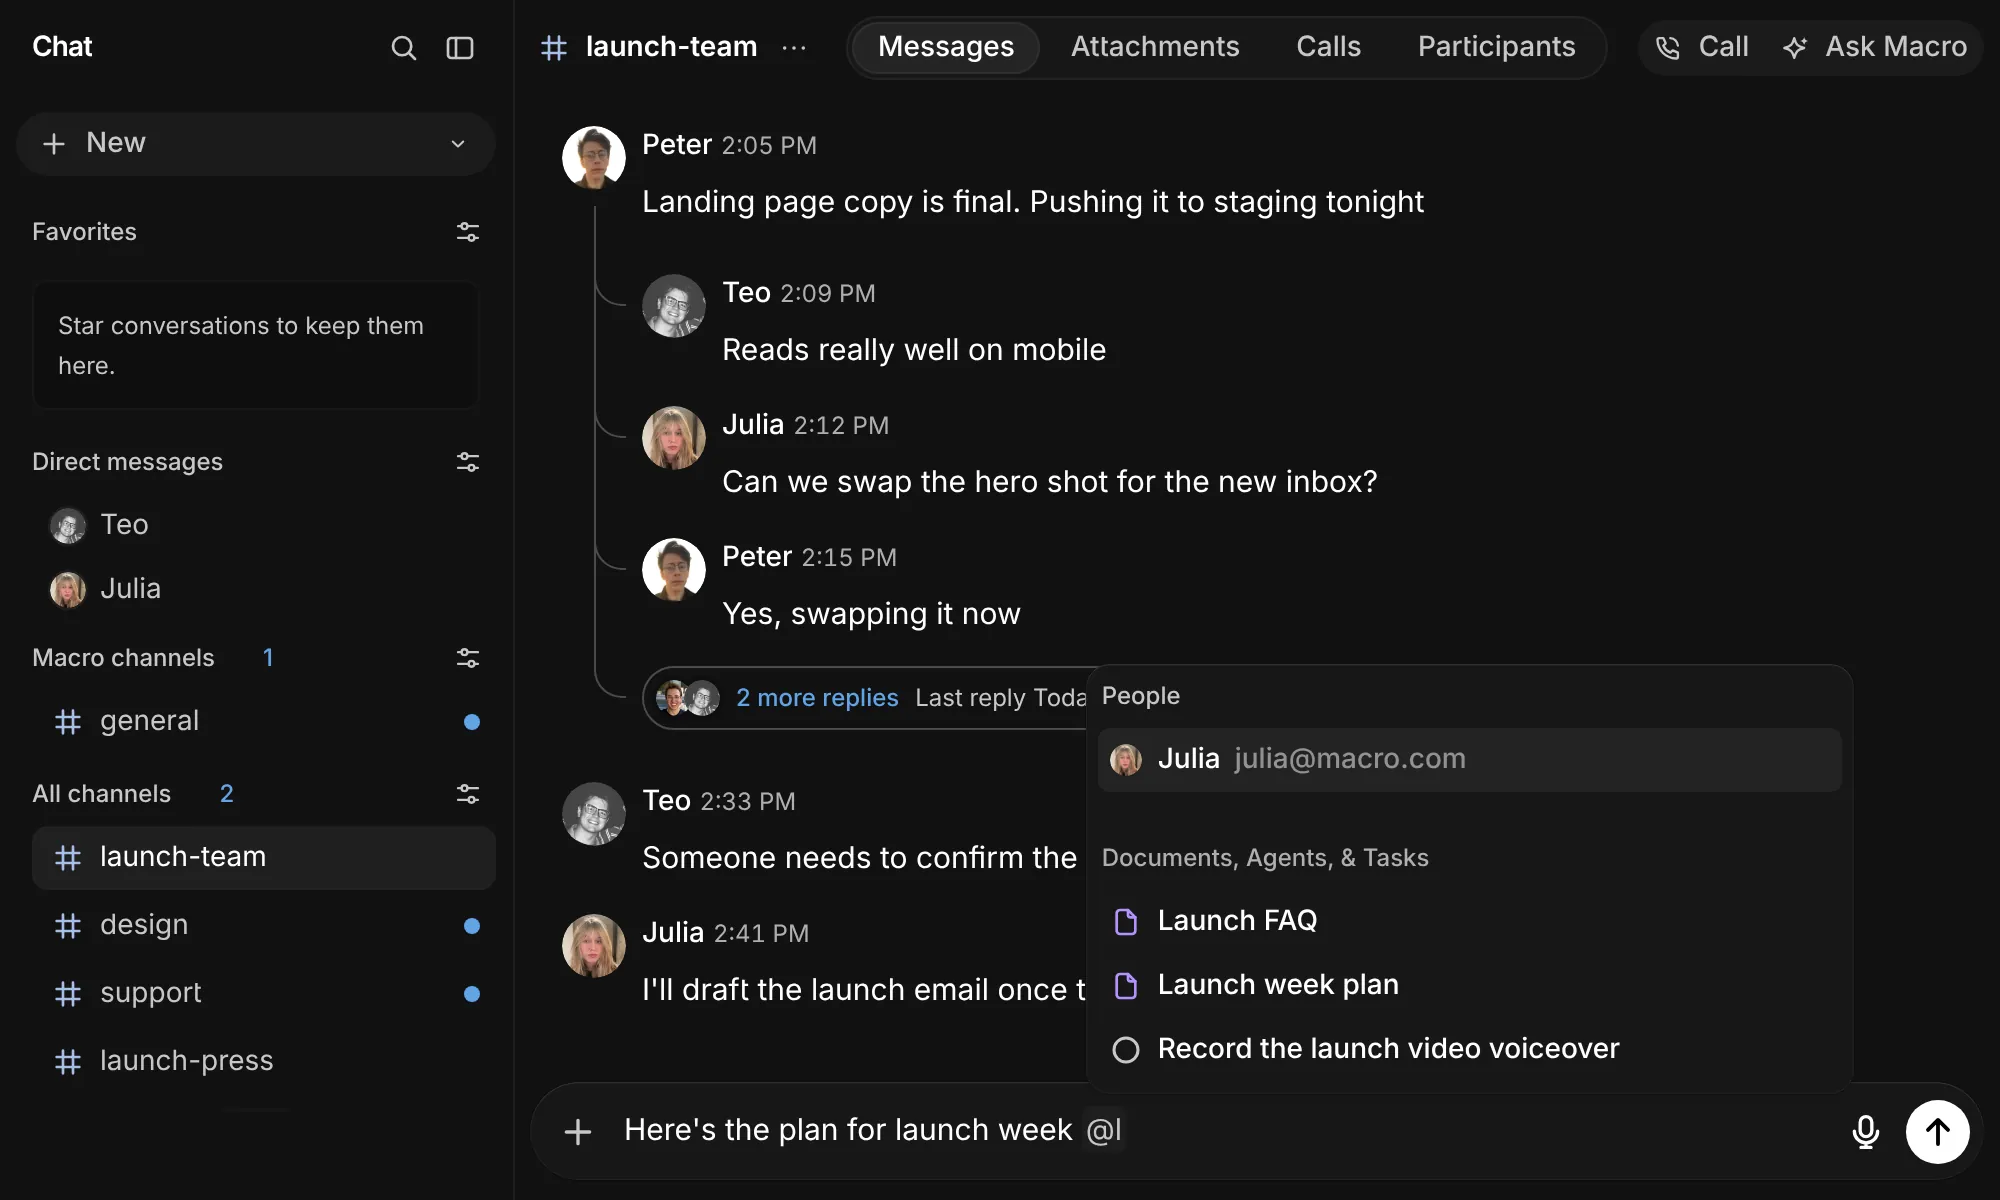 Chat
New
Favorites
Star conversations to keep them
here.
Direct messages
Teo
Julia
Macro channels 1
general
All channels 2
launch-team
design
support
launch-press
launch-team
Messages Attachments Calls Participants
Call Ask Macro
Peter 2:05 PM
Landing page copy is final. Pushing it to staging tonight
Teo 2:09 PM
Reads really well on mobile
Julia 2:12 PM
Can we swap the hero shot for the new inbox?
Peter 2:15 PM
Yes, swapping it now
2 more replies Last reply Toda
Teo 2:33 PM
Someone needs to confirm the
Julia 2:41 PM
I'll draft the launch email once t
People
Julia julia@macro.com
Documents, Agents, & Tasks
Launch FAQ
Launch week plan
Record the launch video voiceover
Here's the plan for launch week @l